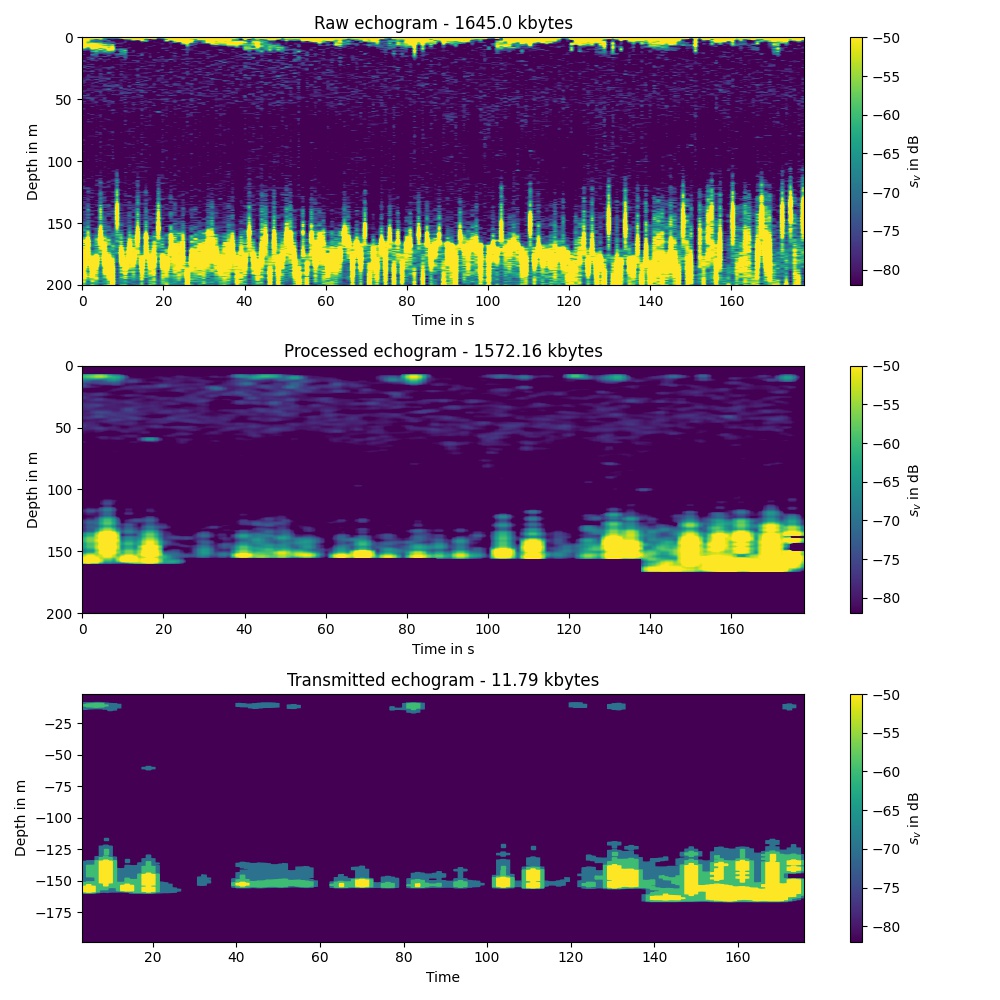 Raw echogram - 1645.0 kbytes
0
50
100
150
200
Depth in m
0 20 40 60 80 100 120 140 160
Time in s
−50
−55
−60
−65
−70
−75
−80
sv in dB
Processed echogram - 1572.16 kbytes
0
50
100
150
200
Depth in m
0 20 40 60 80 100 120 140 160
Time in s
−50
−55
−60
−65
−70
−75
−80
sv in dB
Transmitted echogram - 11.79 kbytes
−25
−50
−75
−100
−125
−150
−175
Depth in m
20 40 60 80 100 120 140 160
Time
−50
−55
−60
−65
−70
−75
−80
sv in dB